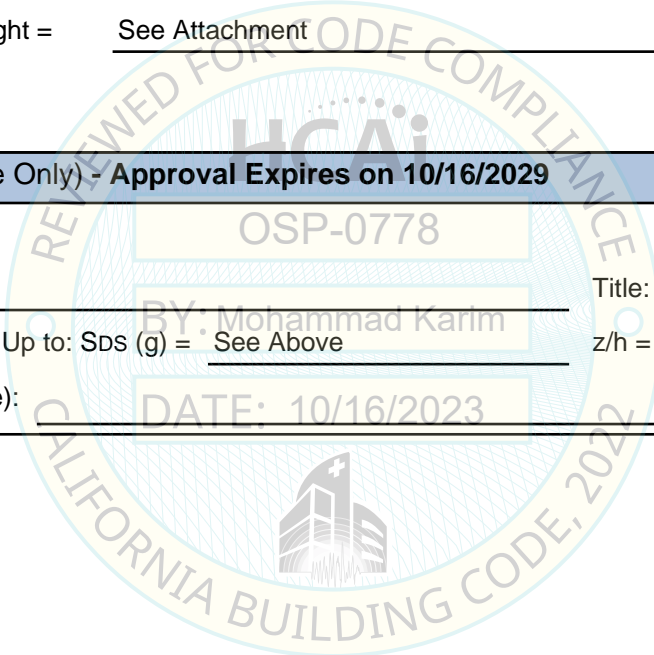 ght = See Attachment
REVIEWED FOR CODE COMPLIANCE
HCAi
e Only) - Approval Expires on 10/16/2029
OSP-0778
Title:
BY: Mohammad Karim
Up to: SDS (g) = See Above z/h =
e):
DATE: 10/16/2023
CALIFORNIA BUILDING CODE, 2022